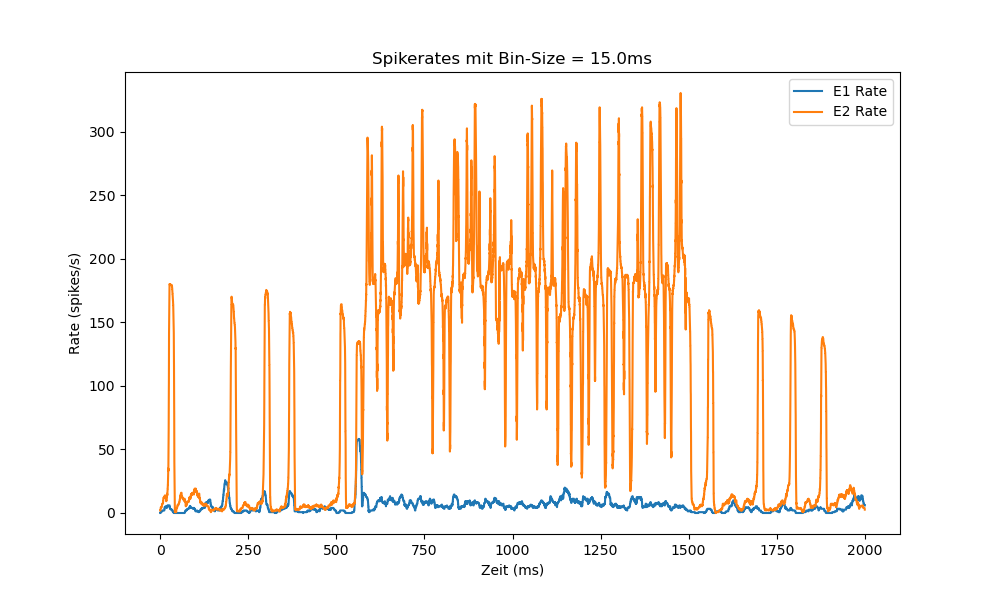 Spikerates mit Bin-Size = 15.0ms
E1 Rate
E2 Rate
Rate (spikes/s)
300
250
200
150
100
50
0
0 250 500 750 1000 1250 1500 1750 2000
Zeit (ms)